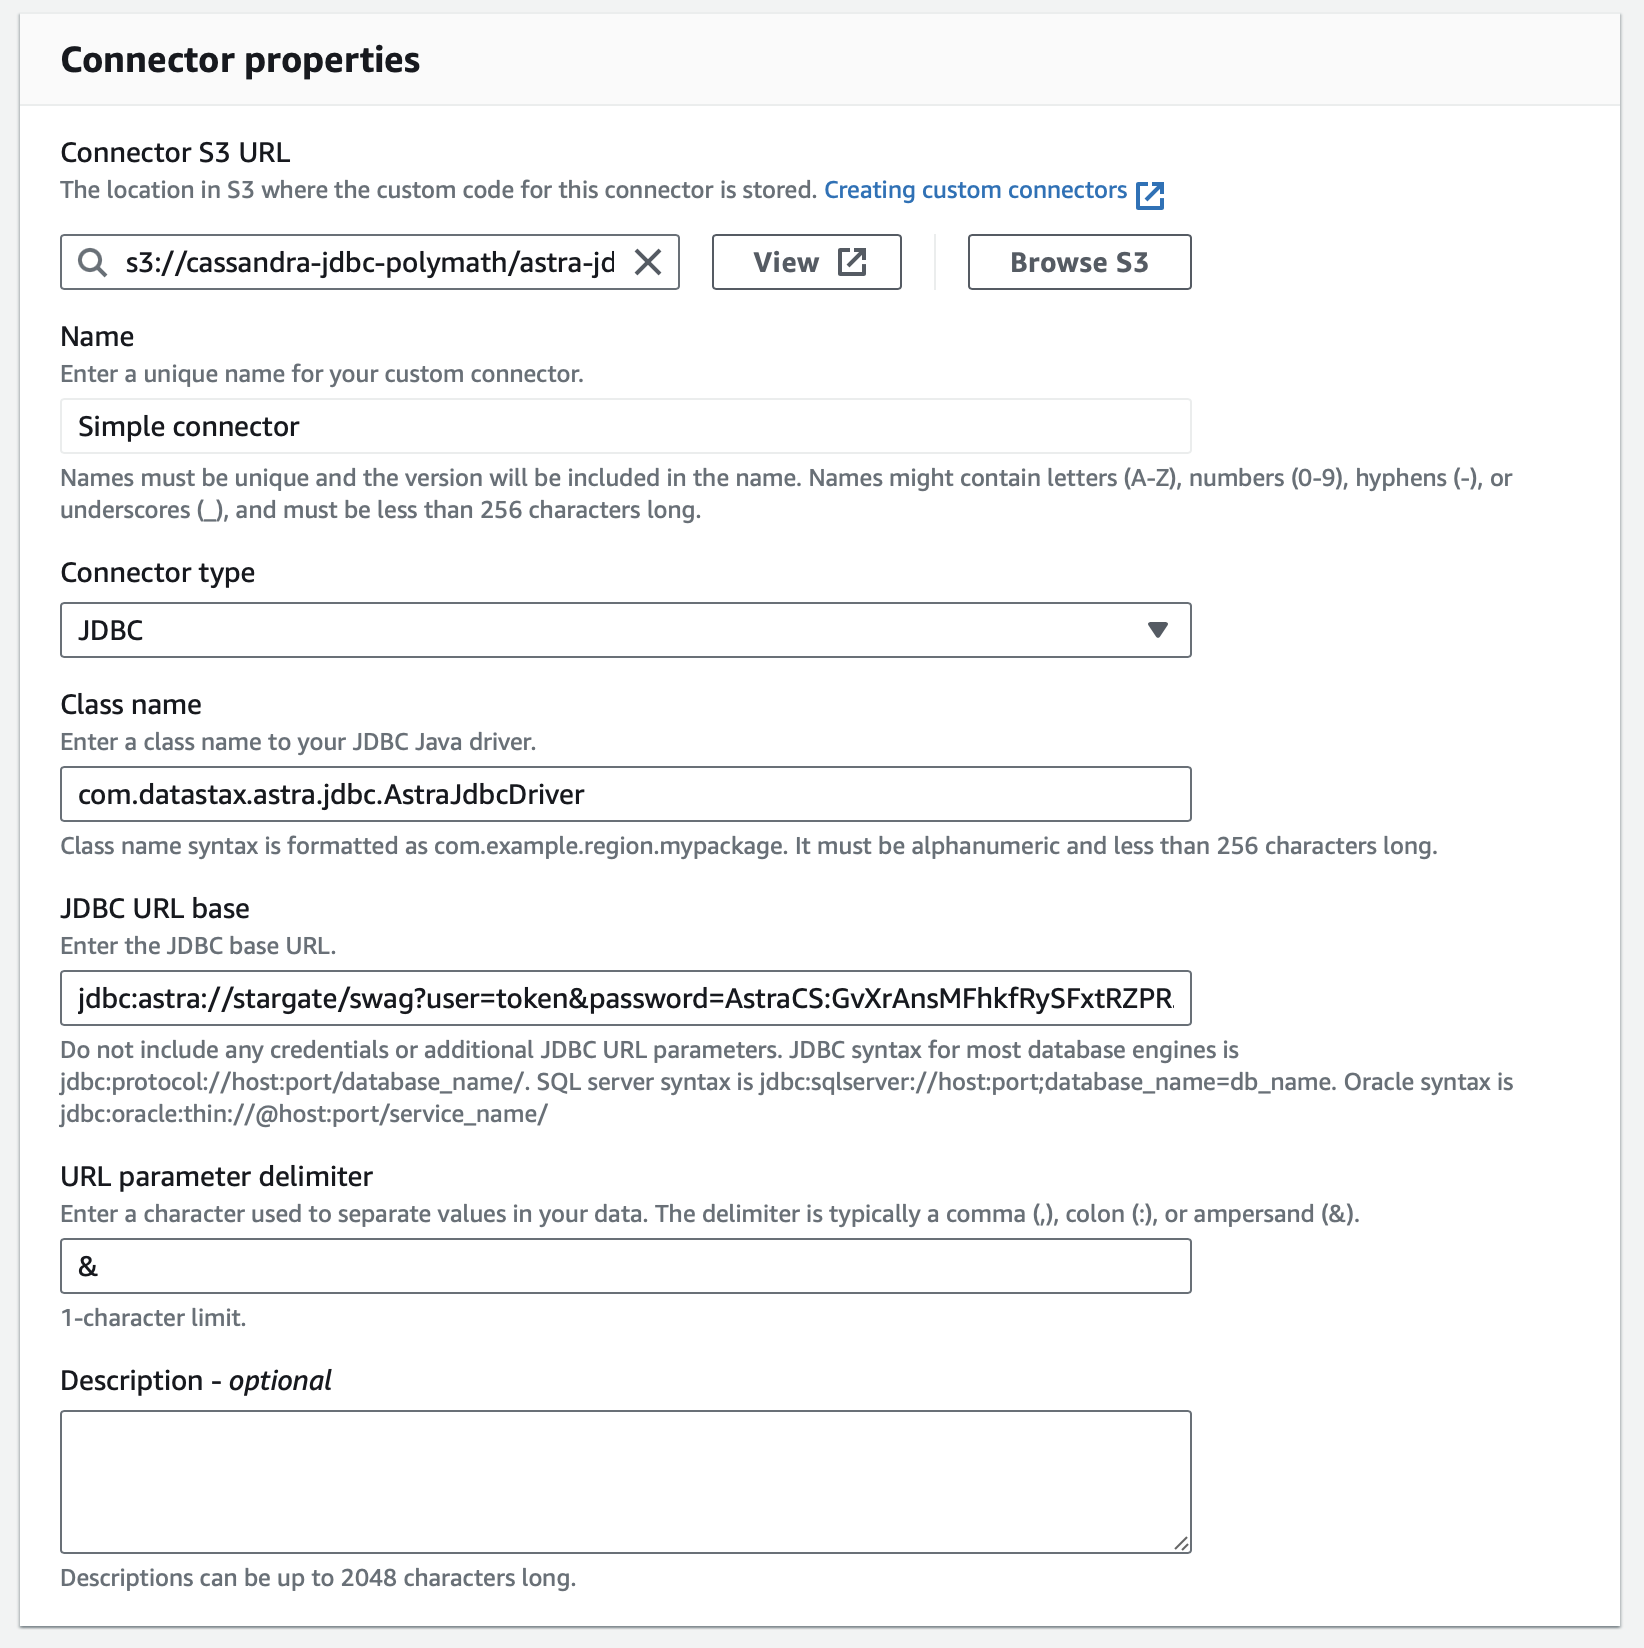 Connector properties
Connector S3 URL
The location in S3 where the custom code for this connector is stored. Creating custom connectors
s3://cassandra-jdbc-polymath/astra-jd
View
Browse S3
Name
Enter a unique name for your custom connector.
Simple connector
Names must be unique and the version will be included in the name. Names might contain letters (A-Z), numbers (0-9), hyphens (-), or
underscores (_), and must be less than 256 characters long.
Connector type
JDBC
Class name
Enter a class name to your JDBC Java driver.
com.datastax.astra.jdbc.AstraJdbcDriver
Class name syntax is formatted as com.example.region.mypackage. It must be alphanumeric and less than 256 characters long.
JDBC URL base
Enter the JDBC base URL.
jdbc:astra://stargate/swag?user=token&password=AstraCS:GvXrAnsMFhkfRySFxtRZPR
Do not include any credentials or additional JDBC URL parameters. JDBC syntax for most database engines is
jdbc:protocol://host:port/database_name/. SQL server syntax is jdbc:sqlserver://host:port;database_name=db_name. Oracle syntax is
jdbc:oracle:thin://@host:port/service_name/
URL parameter delimiter
Enter a character used to separate values in your data. The delimiter is typically a comma (,), colon (:), or ampersand (&).
&
1-character limit.
Description - optional
Descriptions can be up to 2048 characters long.